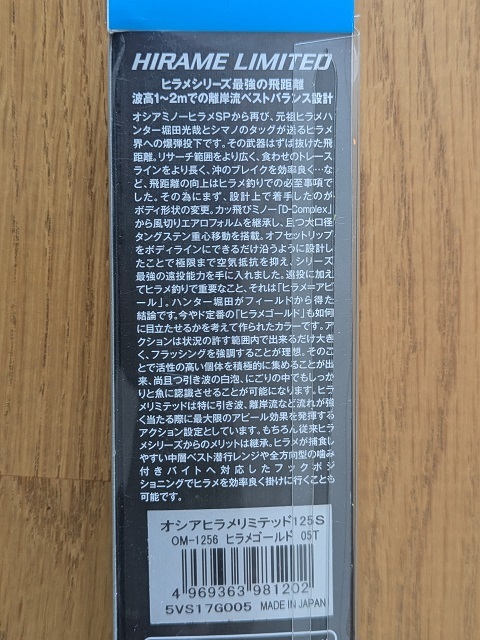 HIRAME LIMITED
ヒラメシリーズ最強の飛距離
波高1〜2mでの離岸流ベストバランス設計
オシアミノーヒラメSPから再び、元祖ヒラメハ
ンター堀田光哉とシマノのタッグが送るヒラメ
界への爆弾投下です。その武器はずば抜けた飛
距離。リサーチ範囲をより広く、食わせのトレース
ラインをより長く、沖のブレイクを効率良く…な
ど、飛距離の向上はヒラメ釣りでの必至事項で
した。その為にまず、設計上で着手したのが
ボディ形状の変更。カッ飛びミノー「D-Complex」
から風切りエアロフォルムを継承し、且つ大口径
タングステン重心移動を搭載。オフセットリップ
をボディラインにできるだけ沿うように設計し
たことで極限まで空気抵抗を抑え、シリーズ
最強の遠投能力を手に入れました。遠投に加え
てヒラメ釣りで重要なこと、それは「ヒラメ=アピ
ール」。ハンター堀田がフィールドから得た
結論です。今やド定番の「ヒラメゴールド」も如何
に目立たせるかを考えて作られたカラーです。ア
クションは状況の許す範囲内で出来るだけ大き
く、フラッシングを強調することが理想。そのこ
とで活性の高い個体を積極的に集めることが出
来、尚且つ引き波の白泡、にごりの中でもしっか
りと魚に認識させることが可能になります。ヒラ
メリミテッドは特に引き波、離岸流など流れが強
く当たる際に最大限のアピール効果を発揮する
アクション設定としています。もちろん従来ヒラ
メシリーズからのメリットは継承。ヒラメが捕食し
やすい中層ベスト潜行レンジや全方向型の噛み
付きバイトへ対応したフックポジ
ショニングでヒラメを効率良く掛けに行くことも
可能です。
オシアヒラメリミテッド125S
OM-125G ヒラメゴールド 05T
4 969363 981202
5VS17G005 MADE IN JAPAN